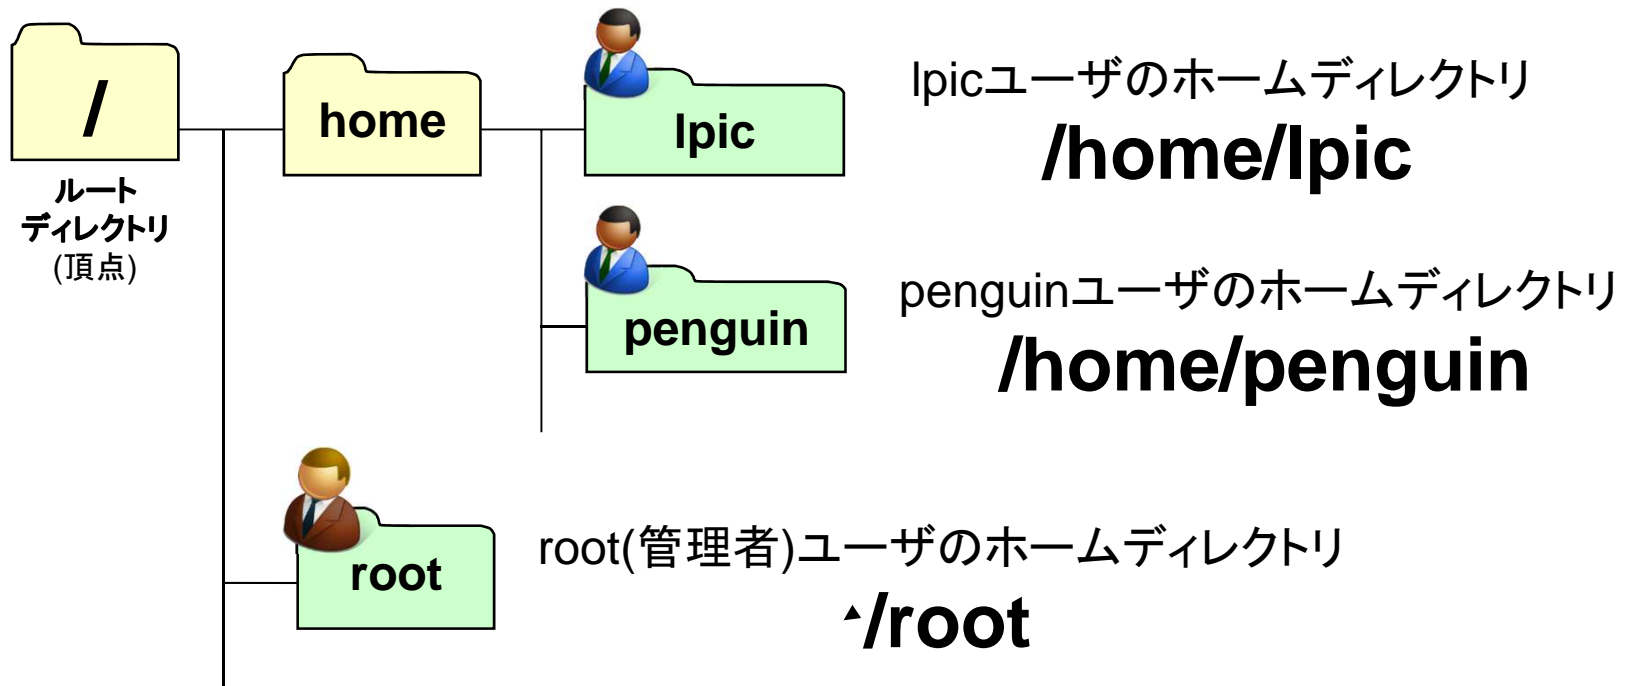 /
ルート
ディレクトリ
(頂点)
home
lpic
lpicユーザのホームディレクトリ
/home/lpic
penguin
penguinユーザのホームディレクトリ
/home/penguin
root
root(管理者)ユーザのホームディレクトリ
/root